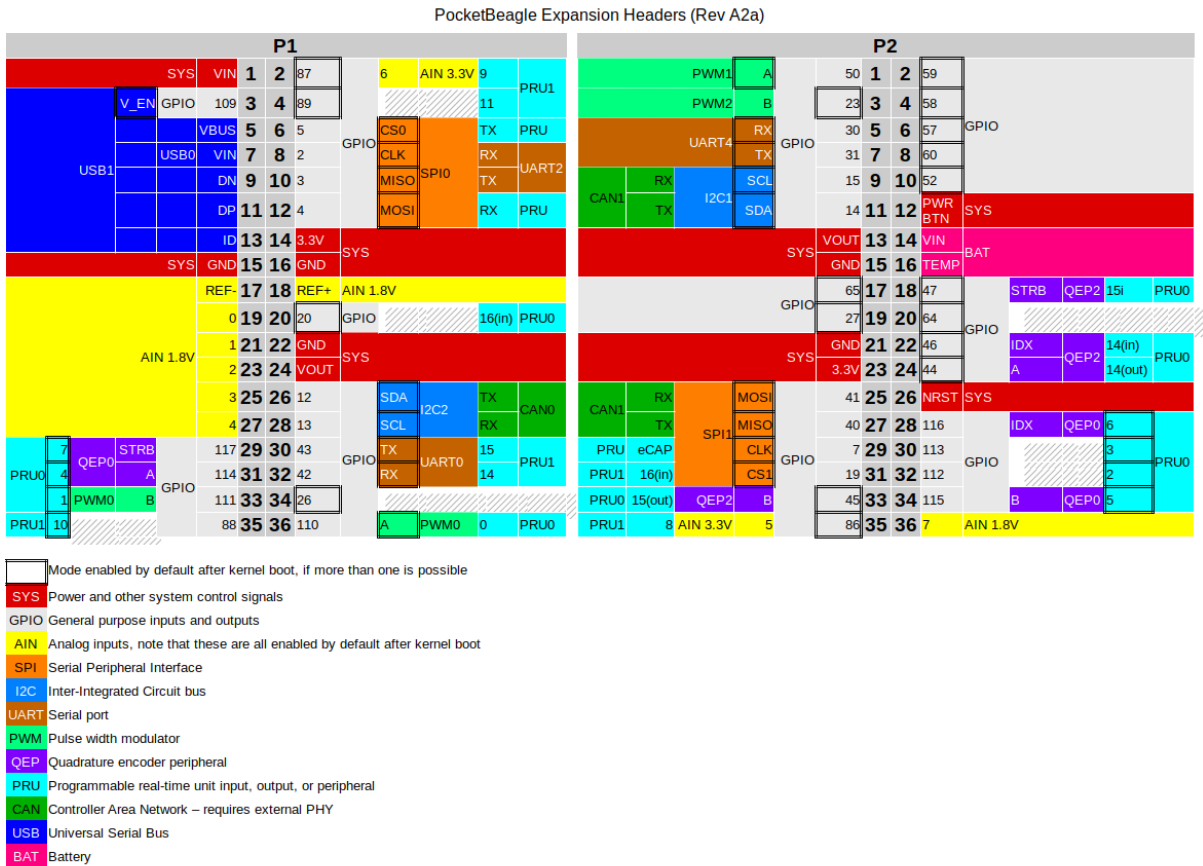 PocketBeagle Expansion Headers (Rev A2a)
P1 P2
SYS VIN 1 2 87 6 AIN 3.3V 9 PRU1 PWM1 A 50 1 2 59
V_EN GPIO 109 3 4 89 11 PWM2 B 23 3 4 58
VBUS 5 6 5 GPIO CS0 TX PRU UART4 RX 30 5 6 57 GPIO
USB1 USB0 VIN 7 8 2 CLK SPI0 RX UART2 TX GPIO 31 7 8 60
DN 9 10 3 MISO TX CAN1 RX I2C1 SCL 15 9 10 52
DP 11 12 4 MOSI RX PRU TX SDA 14 11 12 PWR BTN SYS
ID 13 14 3.3V SYS SYS VOUT 13 14 VIN BAT
SYS GND 15 16 GND GND 15 16 TEMP
REF- 17 18 REF+ AIN 1.8V GPIO 65 17 18 47 STRB QEP2 15i PRU0
0 19 20 20 GPIO 16(in) PRU0 27 19 20 64 GPIO
AIN 1.8V 1 21 22 GND SYS SYS GND 21 22 46 IDX QEP2 14(in) PRU0
2 23 24 VOUT 3.3V 23 24 44 A 14(out)
3 25 26 12 SDA I2C2 TX CAN0 CAN1 RX SPI1 MOSI 41 25 26 NRST SYS
4 27 28 13 SCL RX TX MISO 40 27 28 116 IDX QEP0 6
PRU0 7 QEP0 STRB GPIO 117 29 30 43 GPIO TX UART0 15 PRU1 PRU eCAP CLK GPIO 7 29 30 113 GPIO 3 PRU0
4 A 114 31 32 42 RX 14 PRU1 16(in) CS1 19 31 32 112 2
1 PWM0 B 111 33 34 26 PRU0 15(out) QEP2 B 45 33 34 115 B QEP0 5
PRU1 10 88 35 36 110 A PWM0 0 PRU0 PRU1 8 AIN 3.3V 5 86 35 36 7 AIN 1.8V
Mode enabled by default after kernel boot, if more than one is possible
SYS Power and other system control signals
GPIO General purpose inputs and outputs
AIN Analog inputs, note that these are all enabled by default after kernel boot
SPI Serial Peripheral Interface
I2C Inter-Integrated Circuit bus
UART Serial port
PWM Pulse width modulator
QEP Quadrature encoder peripheral
PRU Programmable real-time unit input, output, or peripheral
CAN Controller Area Network – requires external PHY
USB Universal Serial Bus
BAT Battery